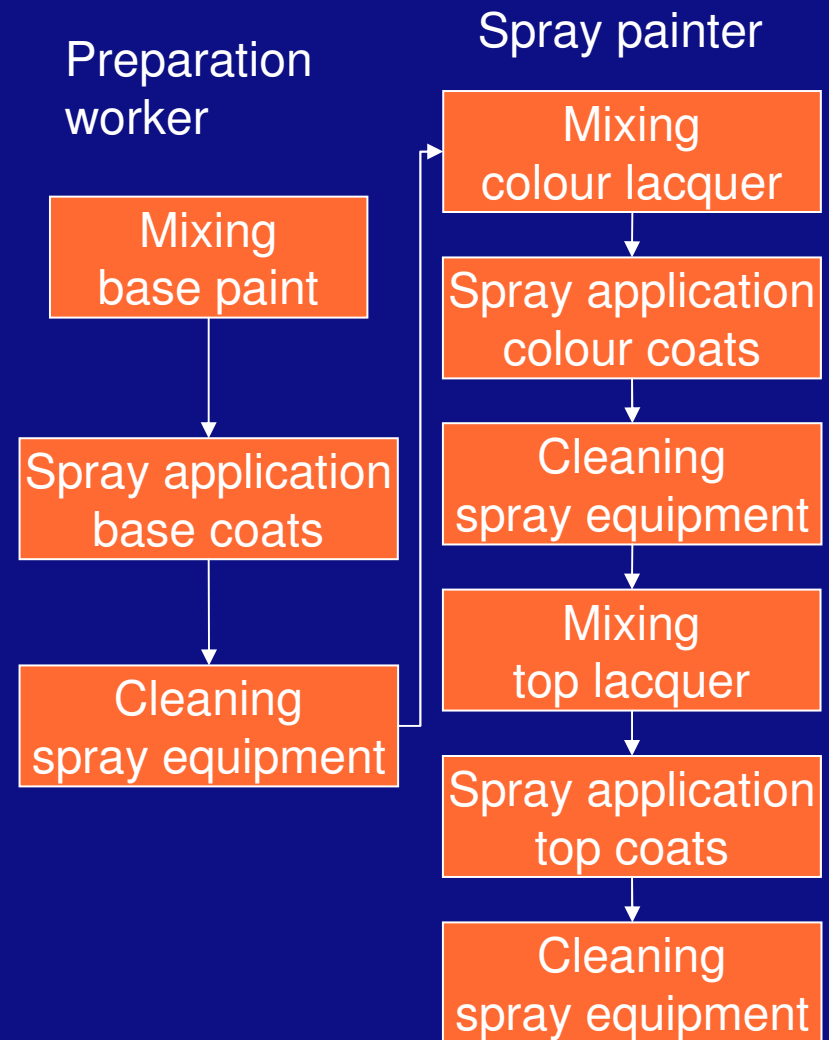 Preparation
worker
Mixing
base paint
Spray application
base coats
Cleaning
spray equipment
Spray painter
Mixing
colour lacquer
Spray application
colour coats
Cleaning
spray equipment
Mixing
top lacquer
Spray application
top coats
Cleaning
spray equipment